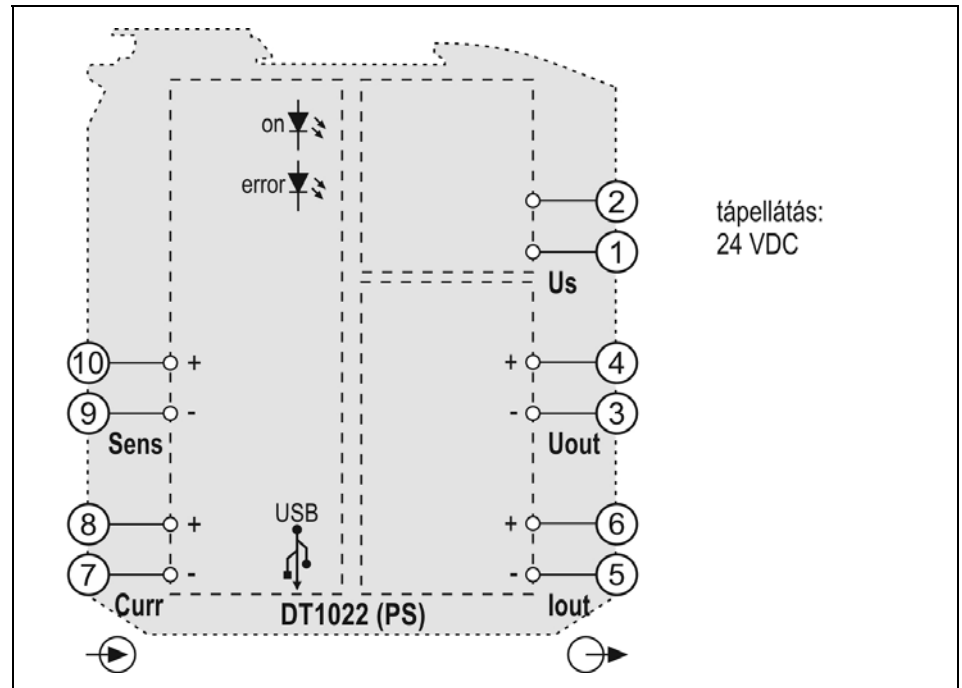 on
error
2
1
Us
tápellátás:
24 VDC
10 +
9 -
Sens
+ 4
- 3
Uout
8 +
7 -
Curr
USB
+ 6
- 5
Iout
DT1022 (PS)